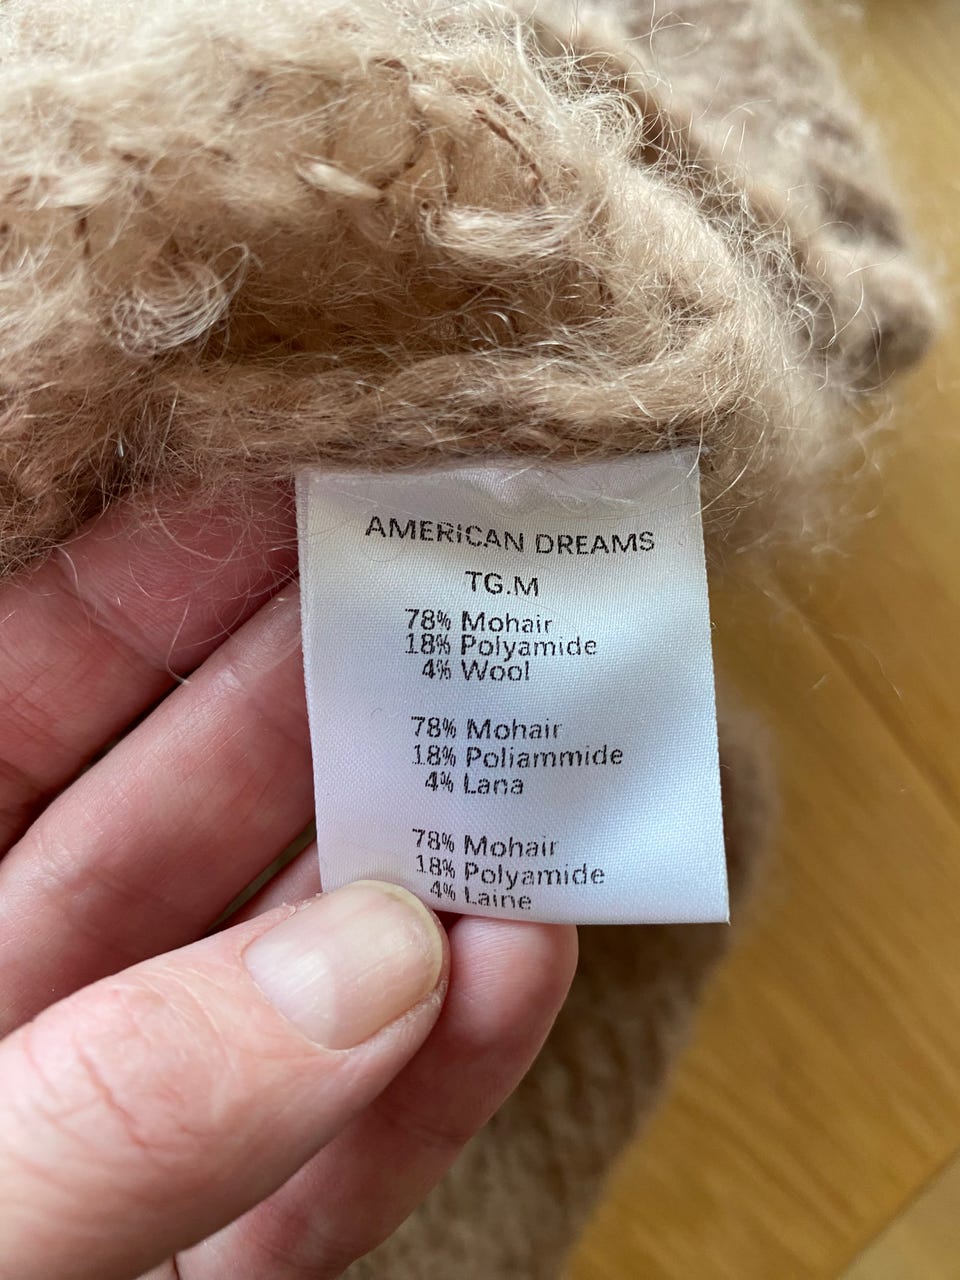 AMERICAN DREAMS
TG.M
78% Mohair
18% Polyamide
4% Wool
78% Mohair
18% Poliammide
4% Lana
78% Mohair
18% Polyamide
4% Laine